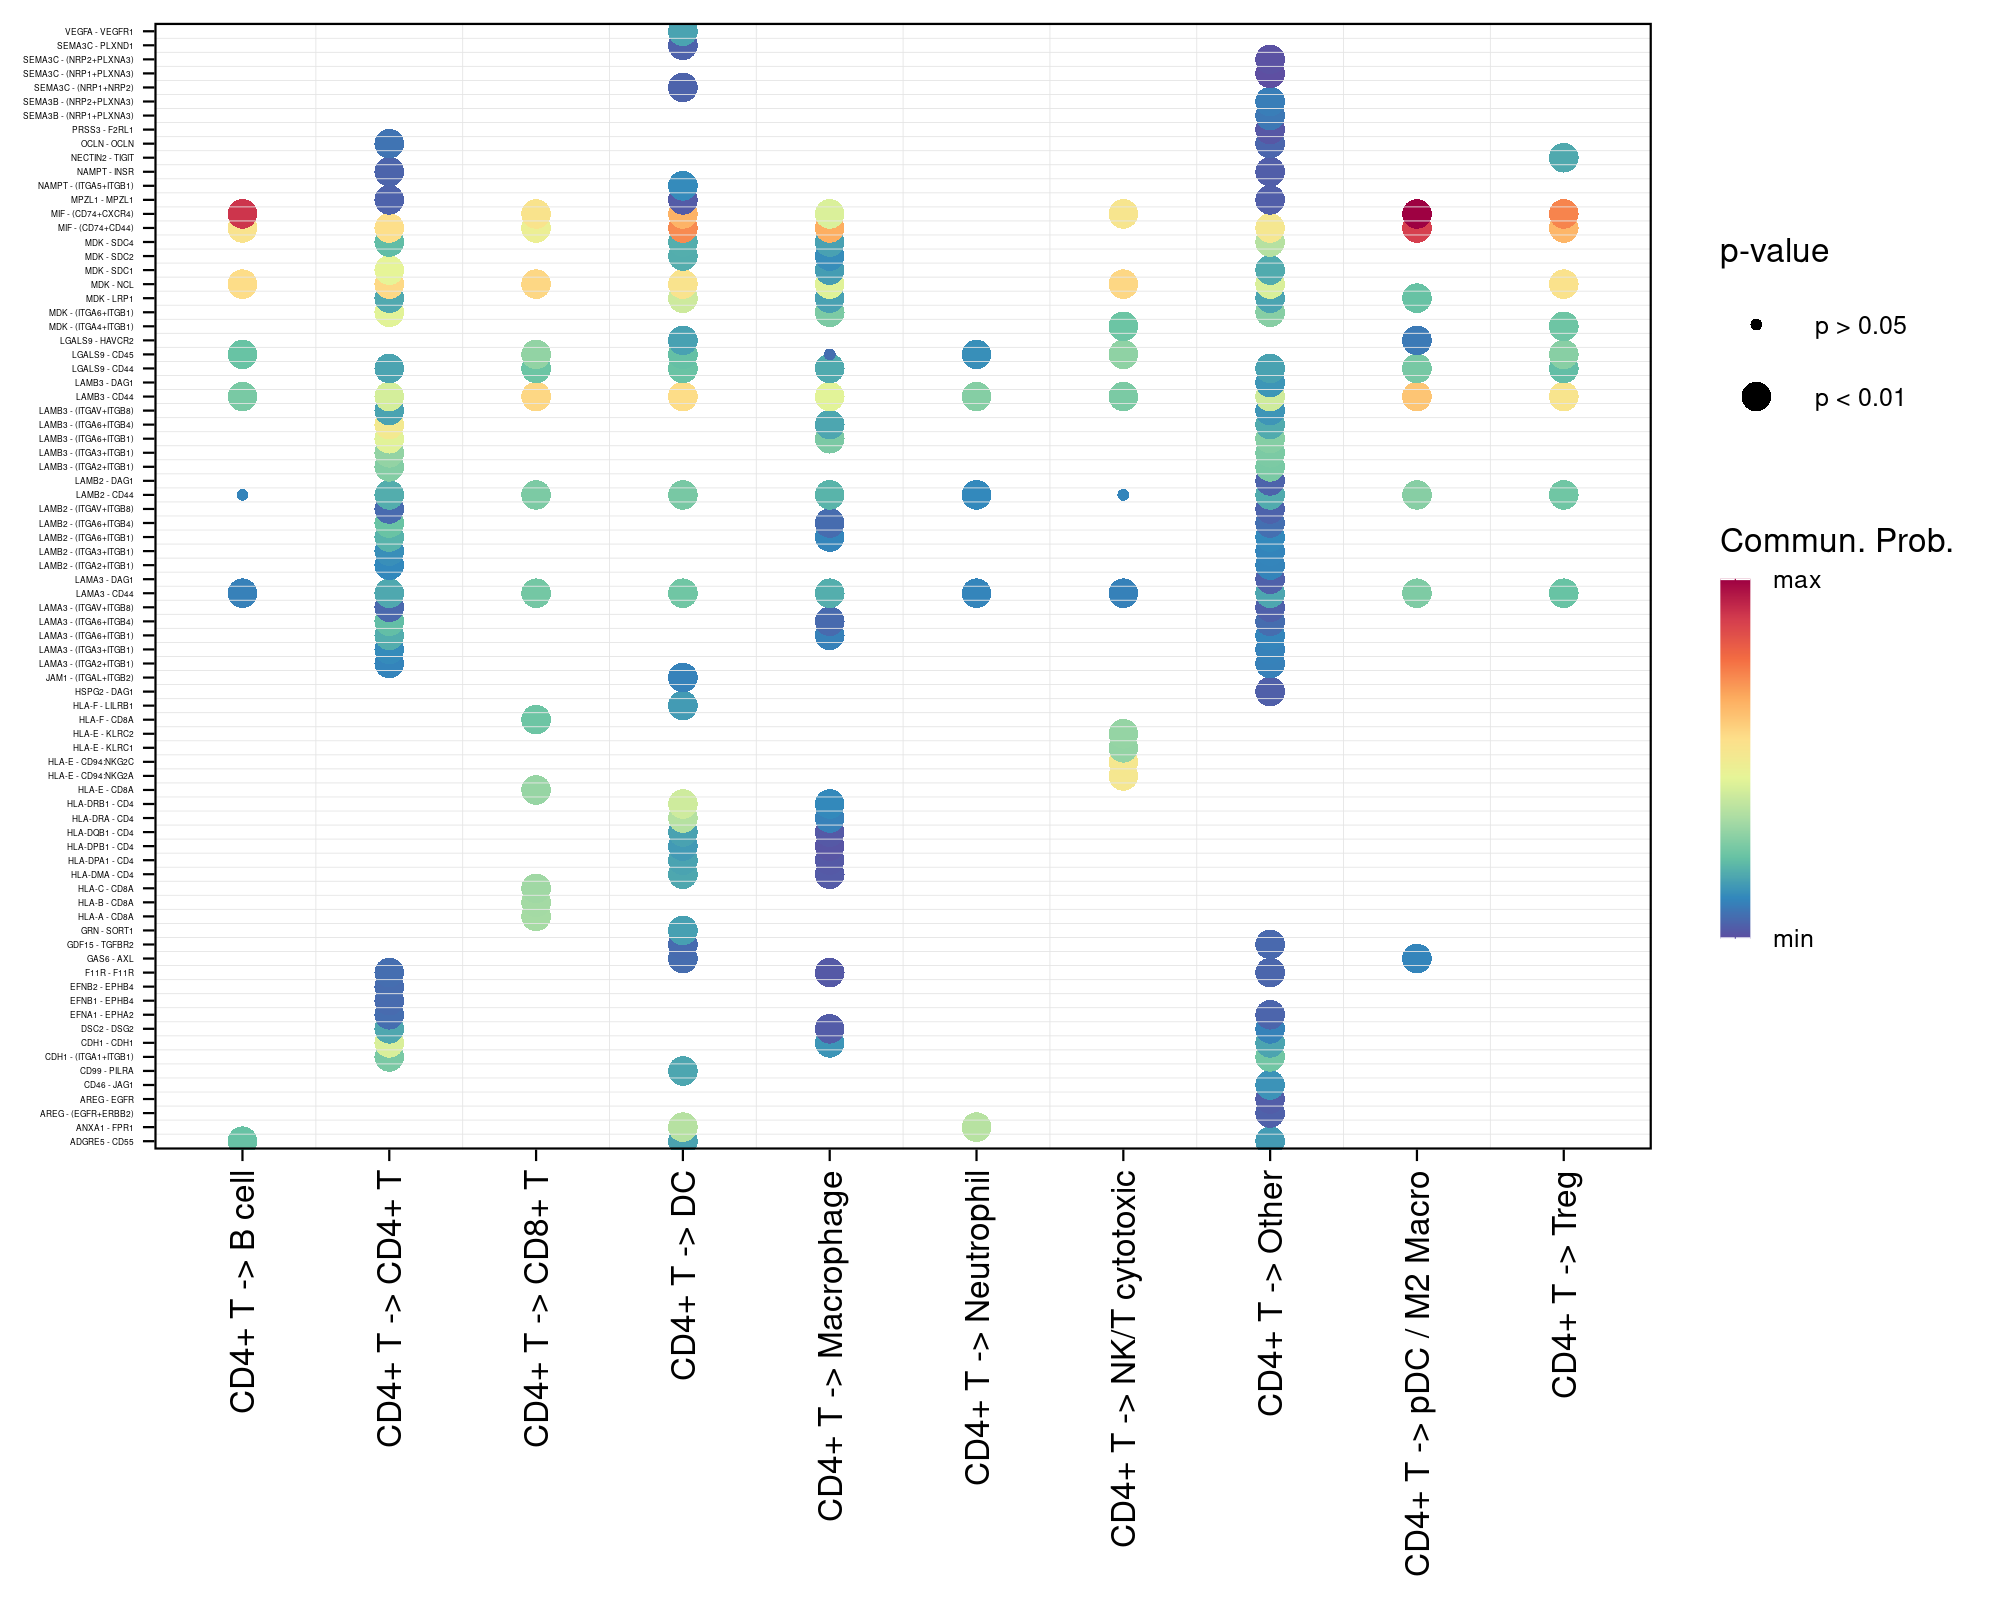 VEGFA - VEGFR1
SEMA3C - PLXND1
SEMA3C - (NRP2+PLXNA3)
SEMA3C - (NRP1+PLXNA3)
SEMA3C - (NRP1+NRP2)
SEMA3B - (NRP2+PLXNA3)
SEMA3B - (NRP1+PLXNA3)
PRSS3 - F2RL1
OCLN - OCLN
NECTIN2 - TIGIT
NAMPT - INSR
NAMPT - (ITGA5+ITGB1)
MPZL1 - MPZL1
MIF - (CD74+CXCR4)
MIF - (CD74+CD44)
MDK - SDC4
MDK - SDC2
MDK - SDC1
MDK - NCL
MDK - LRP1
MDK - (ITGA6+ITGB1)
MDK - (ITGA4+ITGB1)
LGALS9 - HAVCR2
LGALS9 - CD45
LGALS9 - CD44
LAMB3 - DAG1
LAMB3 - CD44
LAMB3 - (ITGAV+ITGB8)
LAMB3 - (ITGA6+ITGB4)
LAMB3 - (ITGA6+ITGB1)
LAMB3 - (ITGA3+ITGB1)
LAMB3 - (ITGA2+ITGB1)
LAMB2 - DAG1
LAMB2 - CD44
LAMB2 - (ITGAV+ITGB8)
LAMB2 - (ITGA6+ITGB4)
LAMB2 - (ITGA6+ITGB1)
LAMB2 - (ITGA3+ITGB1)
LAMB2 - (ITGA2+ITGB1)
LAMA3 - DAG1
LAMA3 - CD44
LAMA3 - (ITGAV+ITGB8)
LAMA3 - (ITGA6+ITGB4)
LAMA3 - (ITGA6+ITGB1)
LAMA3 - (ITGA3+ITGB1)
LAMA3 - (ITGA2+ITGB1)
JAM1 - (ITGAL+ITGB2)
HSPG2 - DAG1
HLA-F - LILRB1
HLA-F - CD8A
HLA-E - KLRC2
HLA-E - KLRC1
HLA-E - CD94:NKG2C
HLA-E - CD94:NKG2A
HLA-E - CD8A
HLA-DRB1 - CD4
HLA-DRA - CD4
HLA-DQB1 - CD4
HLA-DPB1 - CD4
HLA-DPA1 - CD4
HLA-DMA - CD4
HLA-C - CD8A
HLA-B - CD8A
HLA-A - CD8A
GRN - SORT1
GDF15 - TGFBR2
GAS6 - AXL
F11R - F11R
EFNB2 - EPHB4
EFNB1 - EPHB4
EFNA1 - EPHA2
DSC2 - DSG2
CDH1 - CDH1
CDH1 - (ITGA1+ITGB1)
CD99 - PILRA
CD46 - JAG1
AREG - EGFR
AREG - (EGFR+ERBB2)
ANXA1 - FPR1
ADGRE5 - CD55
CD4+ T -> B cell
CD4+ T -> CD4+ T
CD4+ T -> CD8+ T
CD4+ T -> DC
CD4+ T -> Macrophage
CD4+ T -> Neutrophil
CD4+ T -> NK/T cytotoxic
CD4+ T -> Other
CD4+ T -> pDC / M2 Macro
CD4+ T -> Treg
p-value
p > 0.05
p < 0.01
Commun. Prob.
max
min